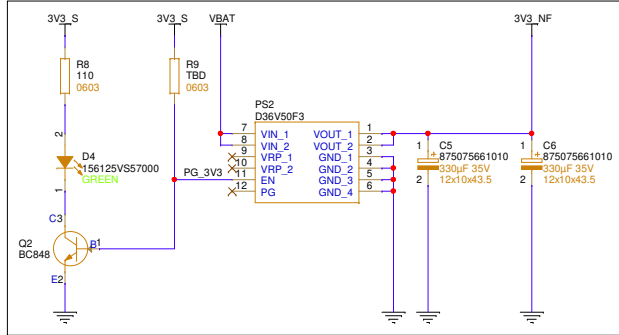 3V3_S
3V3_S
VBAT
3V3_NF
R8
110
0603
R9
TBD
0603
PS2
D36V50F3
7
8
9
10
11
12
VIN_1
VIN_2
VRP_1
VRP_2
EN
PG
VOUT_1
VOUT_2
GND_1
GND_2
GND_3
GND_4
1
2
3
4
5
6
PG_3V3
2
D4
156125VS57000
GREEN
1
1
C5
875075661010
330µF 35V
12x10x43.5
2
1
C6
875075661010
330µF 35V
12x10x43.5
2
C3
Q2
BC848
B1
E2